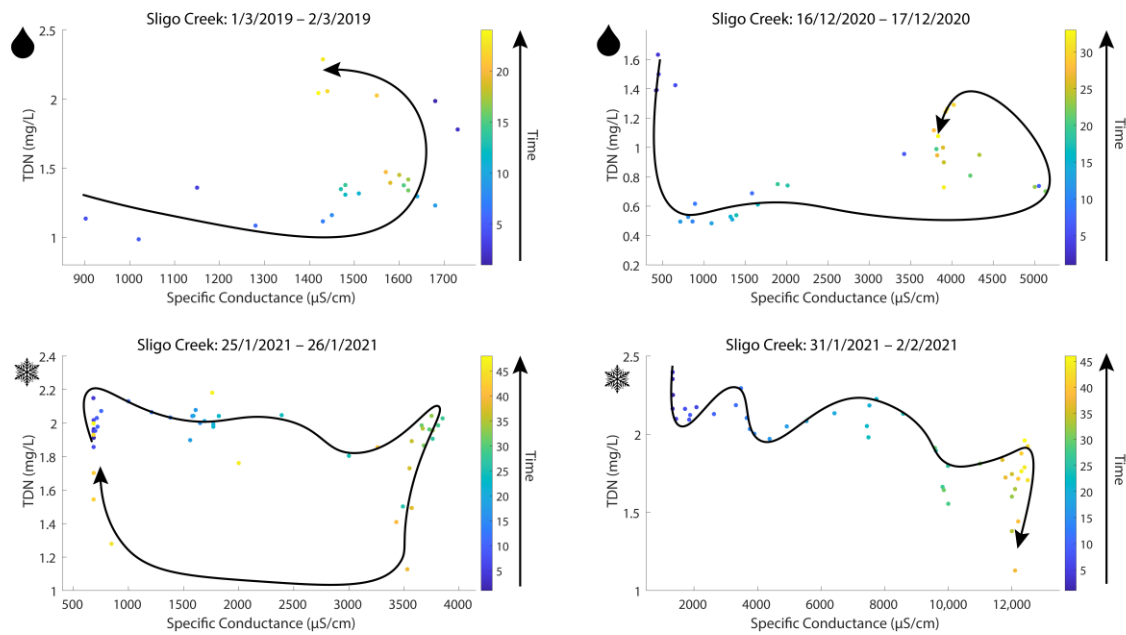 Sligo Creek: 1/3/2019 – 2/3/2019
2.5
2
1.5
1
TDN (mg/L)
900 1000 1100 1200 1300 1400 1500 1600 1700
Specific Conductance (µS/cm)
20
15
10
5
Time
Sligo Creek: 16/12/2020 – 17/12/2020
1.6
1.4
1.2
1.0
0.8
0.6
0.4
0.2
TDN (mg/L)
500 1000 1500 2000 2500 3000 3500 4000 4500 5000
Specific Conductance (µS/cm)
30
25
20
15
10
5
Time
Sligo Creek: 25/1/2021 – 26/1/2021
2.4
2.2
2
1.8
1.6
1.4
1.2
1
TDN (mg/L)
500 1000 1500 2000 2500 3000 3500 4000
Specific Conductance (µS/cm)
45
40
35
30
25
20
15
10
5
Time
Sligo Creek: 31/1/2021 – 2/2/2021
2.5
2
1.5
1
TDN (mg/L)
2000 4000 6000 8000 10,000 12,000
Specific Conductance (µS/cm)
45
40
35
30
25
20
15
10
5
Time